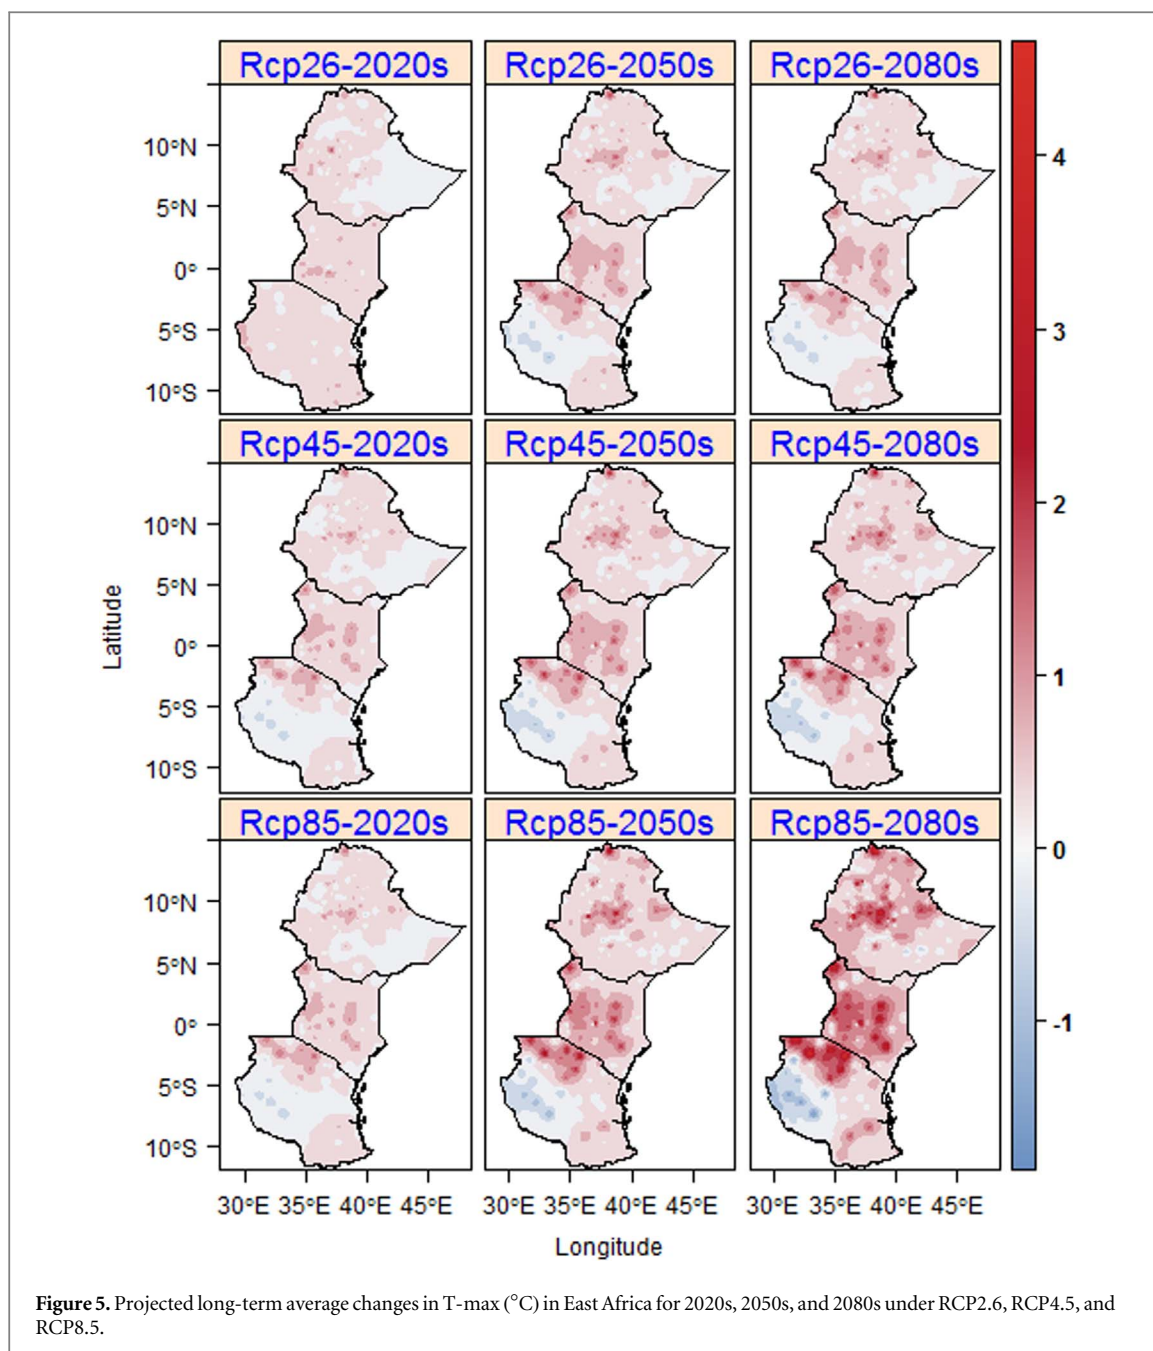 Rcp26-2020s Rcp26-2050s Rcp26-2080s
4
10°N
5°N
0°
5°S
3
10°S
Rcp45-2020s Rcp45-2050s Rcp45-2080s
2
10°N
5°N
1
0°
Latitude
5°S
10°S
Rcp85-2020s Rcp85-2050s Rcp85-2080s
0
10°N
5°N
0°
-1
5°S
10°S
30°E 35°E 40°E 45°E 30°E 35°E 40°E 45°E 30°E 35°E 40°E 45°E
Longitude
Figure 5. Projected long-term average changes in T-max (°C) in East Africa for 2020s, 2050s, and 2080s under RCP2.6, RCP4.5, and
RCP8.5.